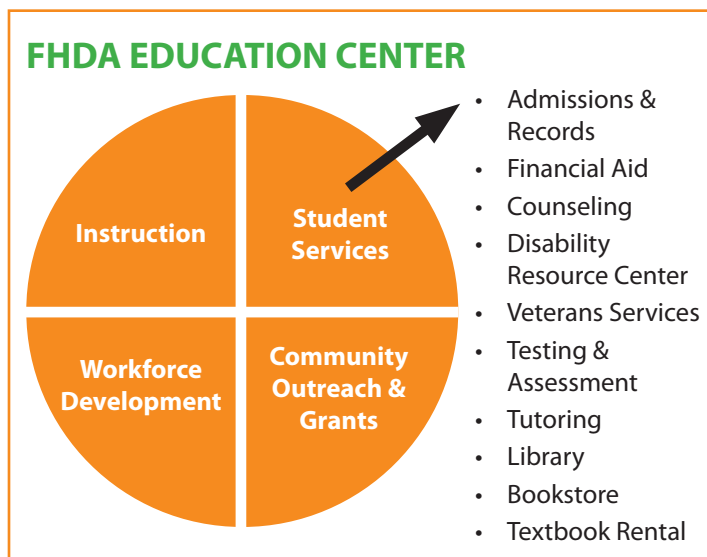 FHDA EDUCATION CENTER
Instruction
Student
Services
Workforce
Development
Community
Outreach &
Grants
• Admissions &
Records
• Financial Aid
• Counseling
• Disability
Resource Center
• Veterans Services
• Testing &
Assessment
• Tutoring
• Library
• Bookstore
• Textbook Rental